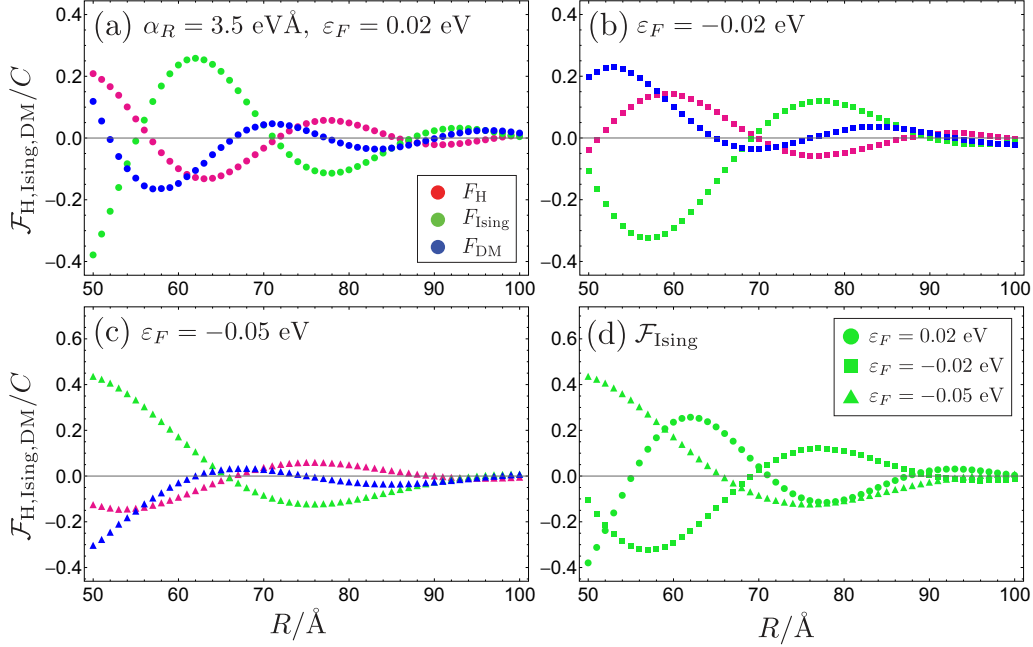 (a) α_R = 3.5 eVÅ, ε_F = 0.02 eV
𝓕_H,Ising,DM/C
0.4
0.2
0.0
−0.2
−0.4
F_H
F_Ising
F_DM
50 60 70 80 90 100
(b) ε_F = −0.02 eV
0.4
0.2
0.0
−0.2
−0.4
50 60 70 80 90 100
(c) ε_F = −0.05 eV
𝓕_H,Ising,DM/C
0.6
0.4
0.2
0.0
−0.2
−0.4
50 60 70 80 90 100
R/Å
(d) 𝓕_Ising
ε_F = 0.02 eV
ε_F = −0.02 eV
ε_F = −0.05 eV
0.6
0.4
0.2
0.0
−0.2
−0.4
50 60 70 80 90 100
R/Å